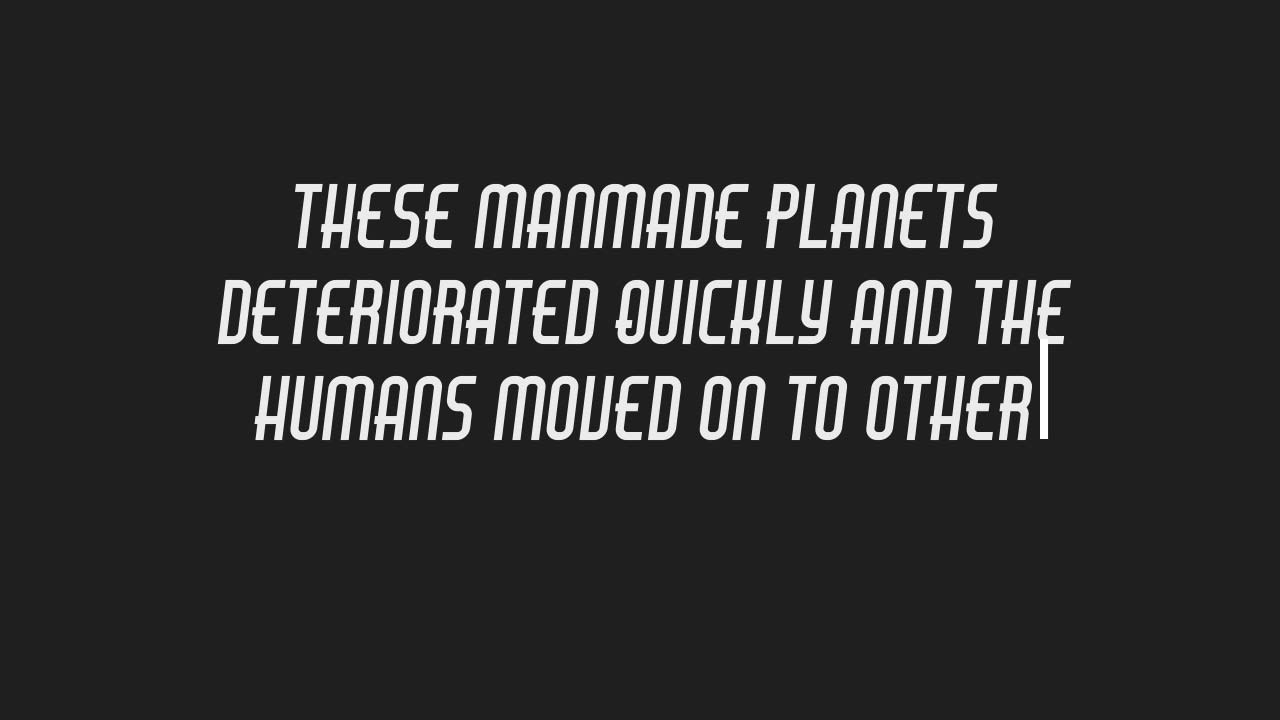 THESE MANMADE PLANETS
DETERIORATED QUICKLY AND THE
HUMANS MOVED ON TO OTHER